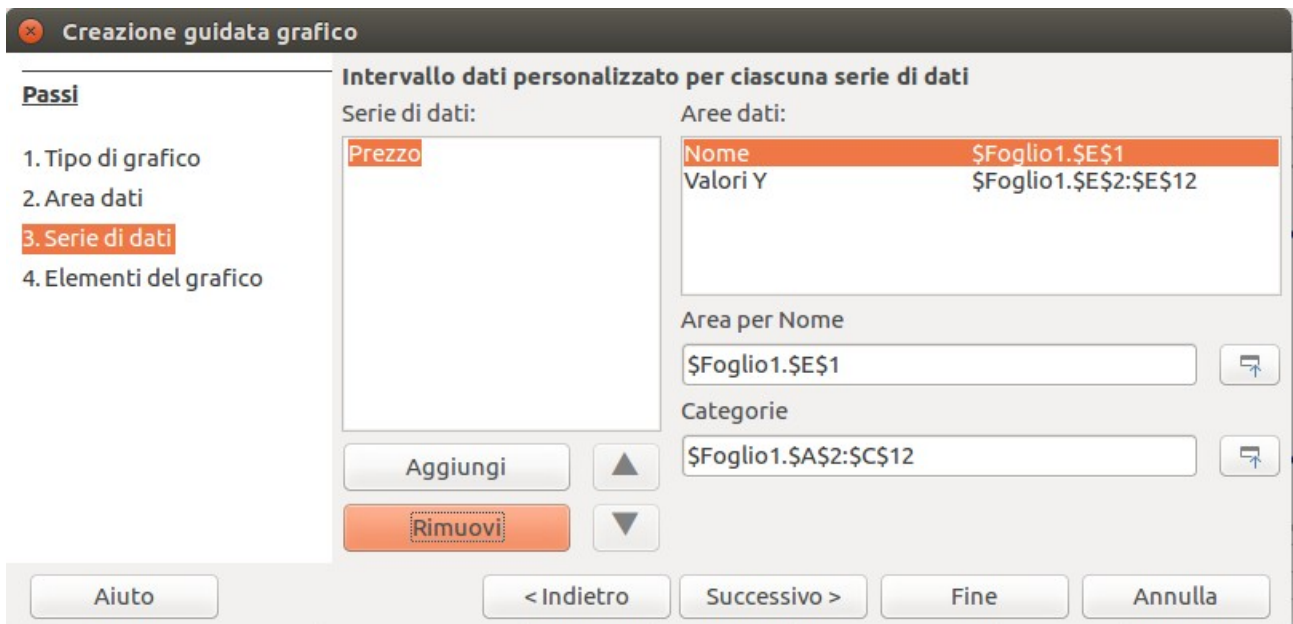 Creazione guidata grafico
Passi
1. Tipo di grafico
2. Area dati
3. Serie di dati
4. Elementi del grafico
Intervallo dati personalizzato per ciascuna serie di dati
Serie di dati:
Prezzo
Aggiungi
Rimuovi
Aree dati:
Nome $Foglio1.$E$1
Valori Y $Foglio1.$E$2:$E$12
Area per Nome
$Foglio1.$E$1
Categorie
$Foglio1.$A$2:$C$12
Aiuto < Indietro Successivo > Fine Annulla